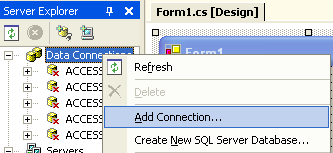 Server Explorer
Form1.cs [Design]
Form1
Data Connections
ACCESS
ACCESS
ACCESS
ACCESS
Servers
Refresh
Delete
Add Connection...
Create New SQL Server Database...